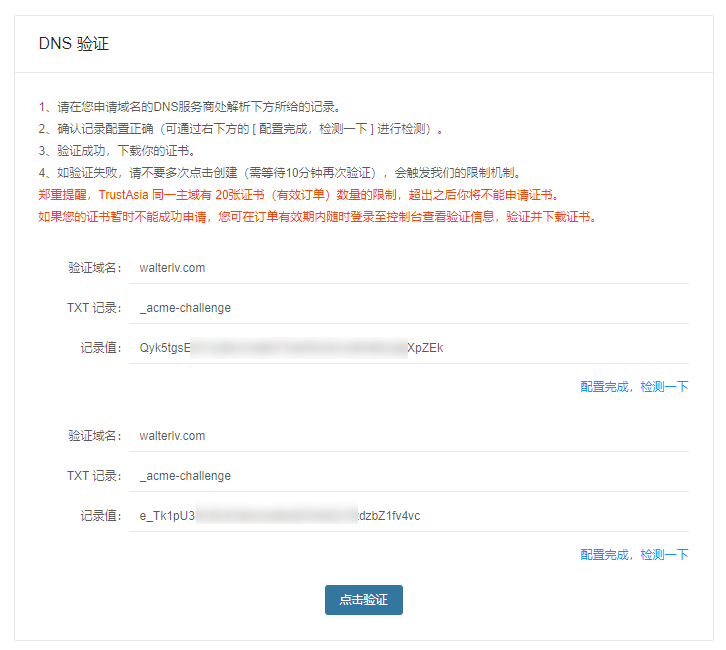 DNS 验证
1、请在您申请域名的DNS服务商处解析下方所给的记录。
2、确认记录配置正确（可通过右下方的 [ 配置完成，检测一下 ] 进行检测）。
3、验证成功，下载你的证书。
4、如验证失败，请不要多次点击创建（需等待10分钟再次验证），会触发我们的限制机制。
郑重提醒，TrustAsia 同一主域有 20张证书（有效订单）数量的限制，超出之后你将不能申请证书。
如果您的证书暂时不能成功申请，您可在订单有效期内随时登录至控制台查看验证信息，验证并下载证书。
验证域名： walterlv.com
TXT 记录： _acme-challenge
记录值： Qyk5tgsE XpZEk
配置完成，检测一下
验证域名： walterlv.com
TXT 记录： _acme-challenge
记录值： e_Tk1pU3 dzbZ1fv4vc
配置完成，检测一下
点击验证